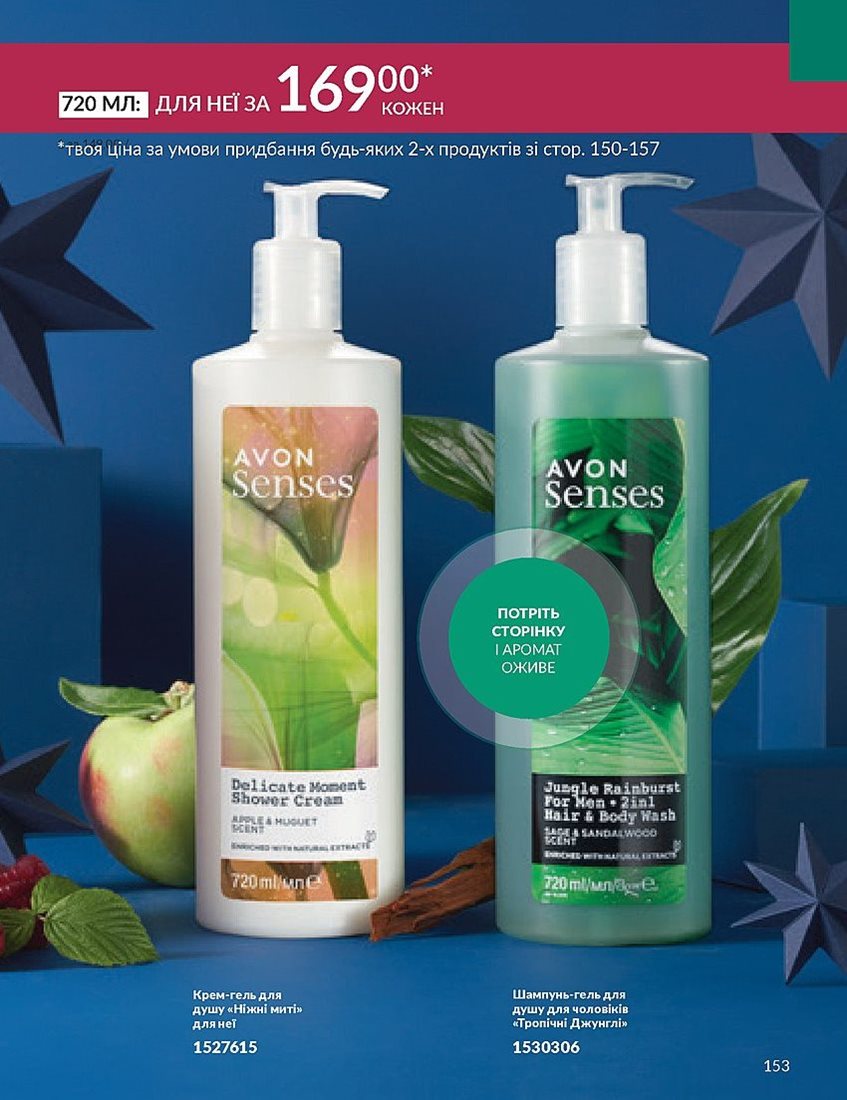 720 МЛ: ДЛЯ НЕЇ ЗА 169⁰⁰* КОЖЕН
*твоя ціна за умови придбання будь-яких 2-х продуктів зі стор. 150-157
AVON
Senses
Delicate Moment
Shower Cream
APPLE & MUGUET
SCENT
ENRICHED WITH NATURAL EXTRACTS
720 ml/мл e
AVON
Senses
Jungle Rainburst
For Men • 2in1
Hair & Body Wash
SAGE & SANDALWOOD
SCENT
ENRICHED WITH NATURAL EXTRACTS
720 ml/мл
ПОТРІТЬ
СТОРІНКУ
І АРОМАТ
ОЖИВЕ
Крем-гель для
душу «Ніжні миті»
для неї
1527615
Шампунь-гель для
душу для чоловіків
«Тропічні Джунглі»
1530306
153